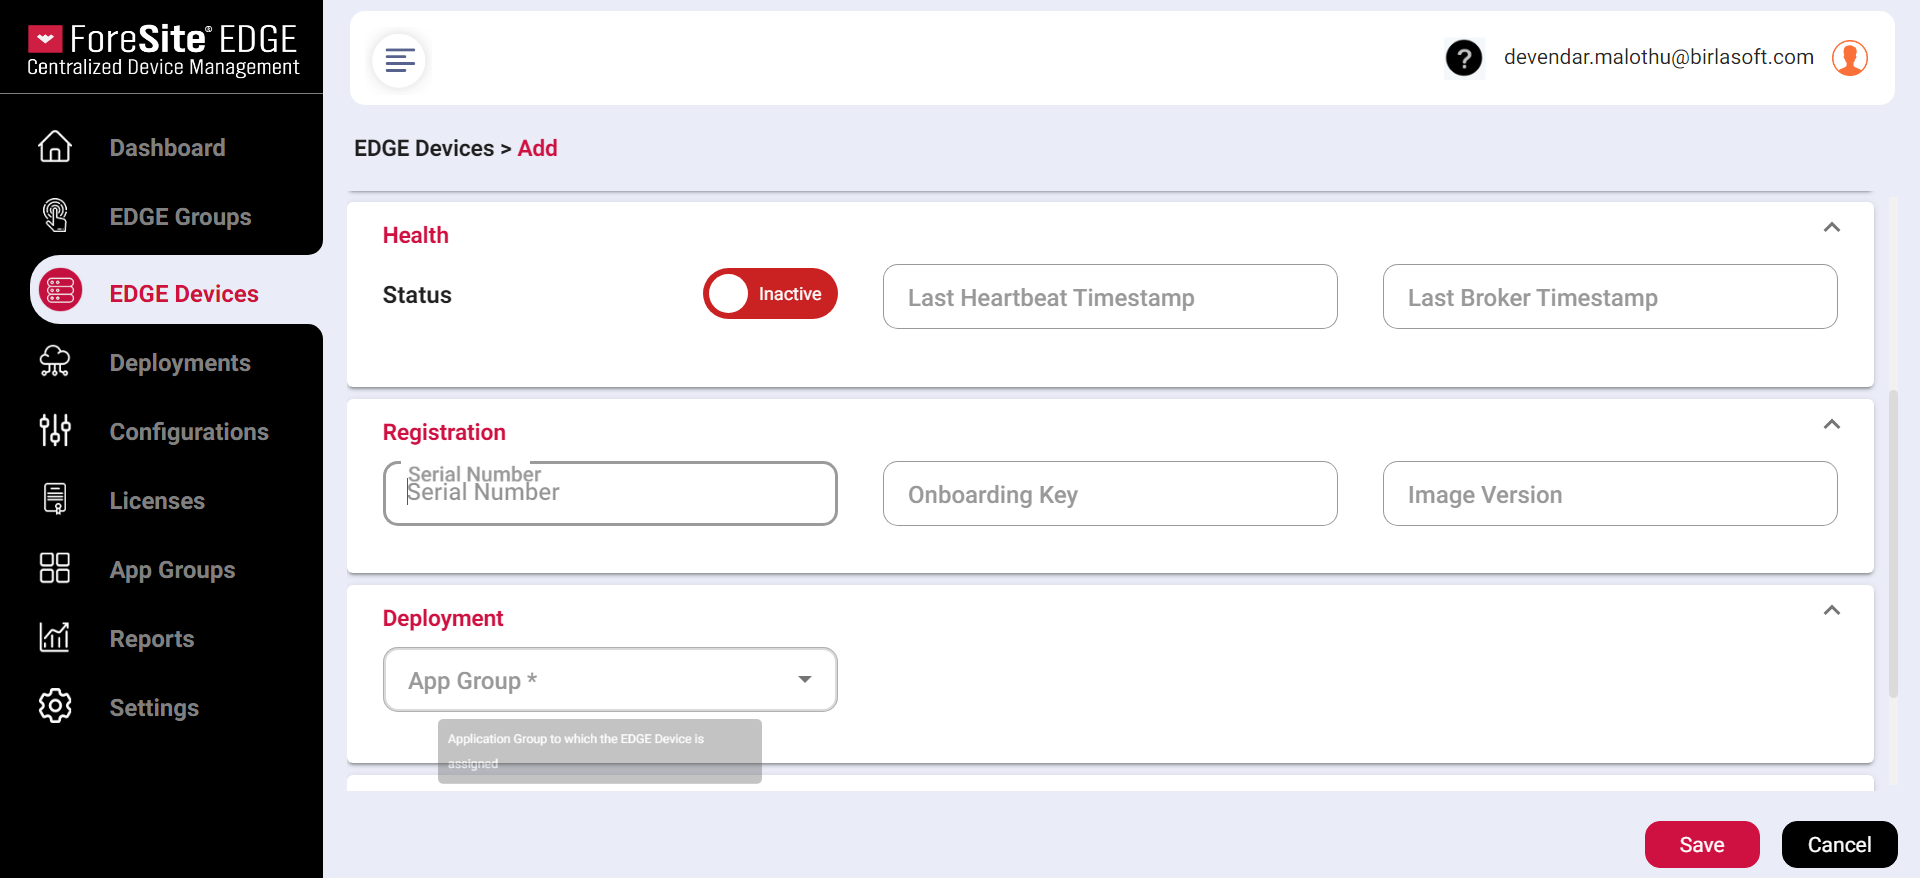 ForeSite® EDGE
Centralized Device Management
? devendar.malothu@birlasoft.com
Dashboard
EDGE Groups
EDGE Devices
Deployments
Configurations
Licenses
App Groups
Reports
Settings
EDGE Devices > Add
Health
Status
Inactive
Last Heartbeat Timestamp
Last Broker Timestamp
Registration
Serial Number
Serial Number
Onboarding Key
Image Version
Deployment
App Group *
Application Group to which the EDGE Device is
assigned
Save
Cancel